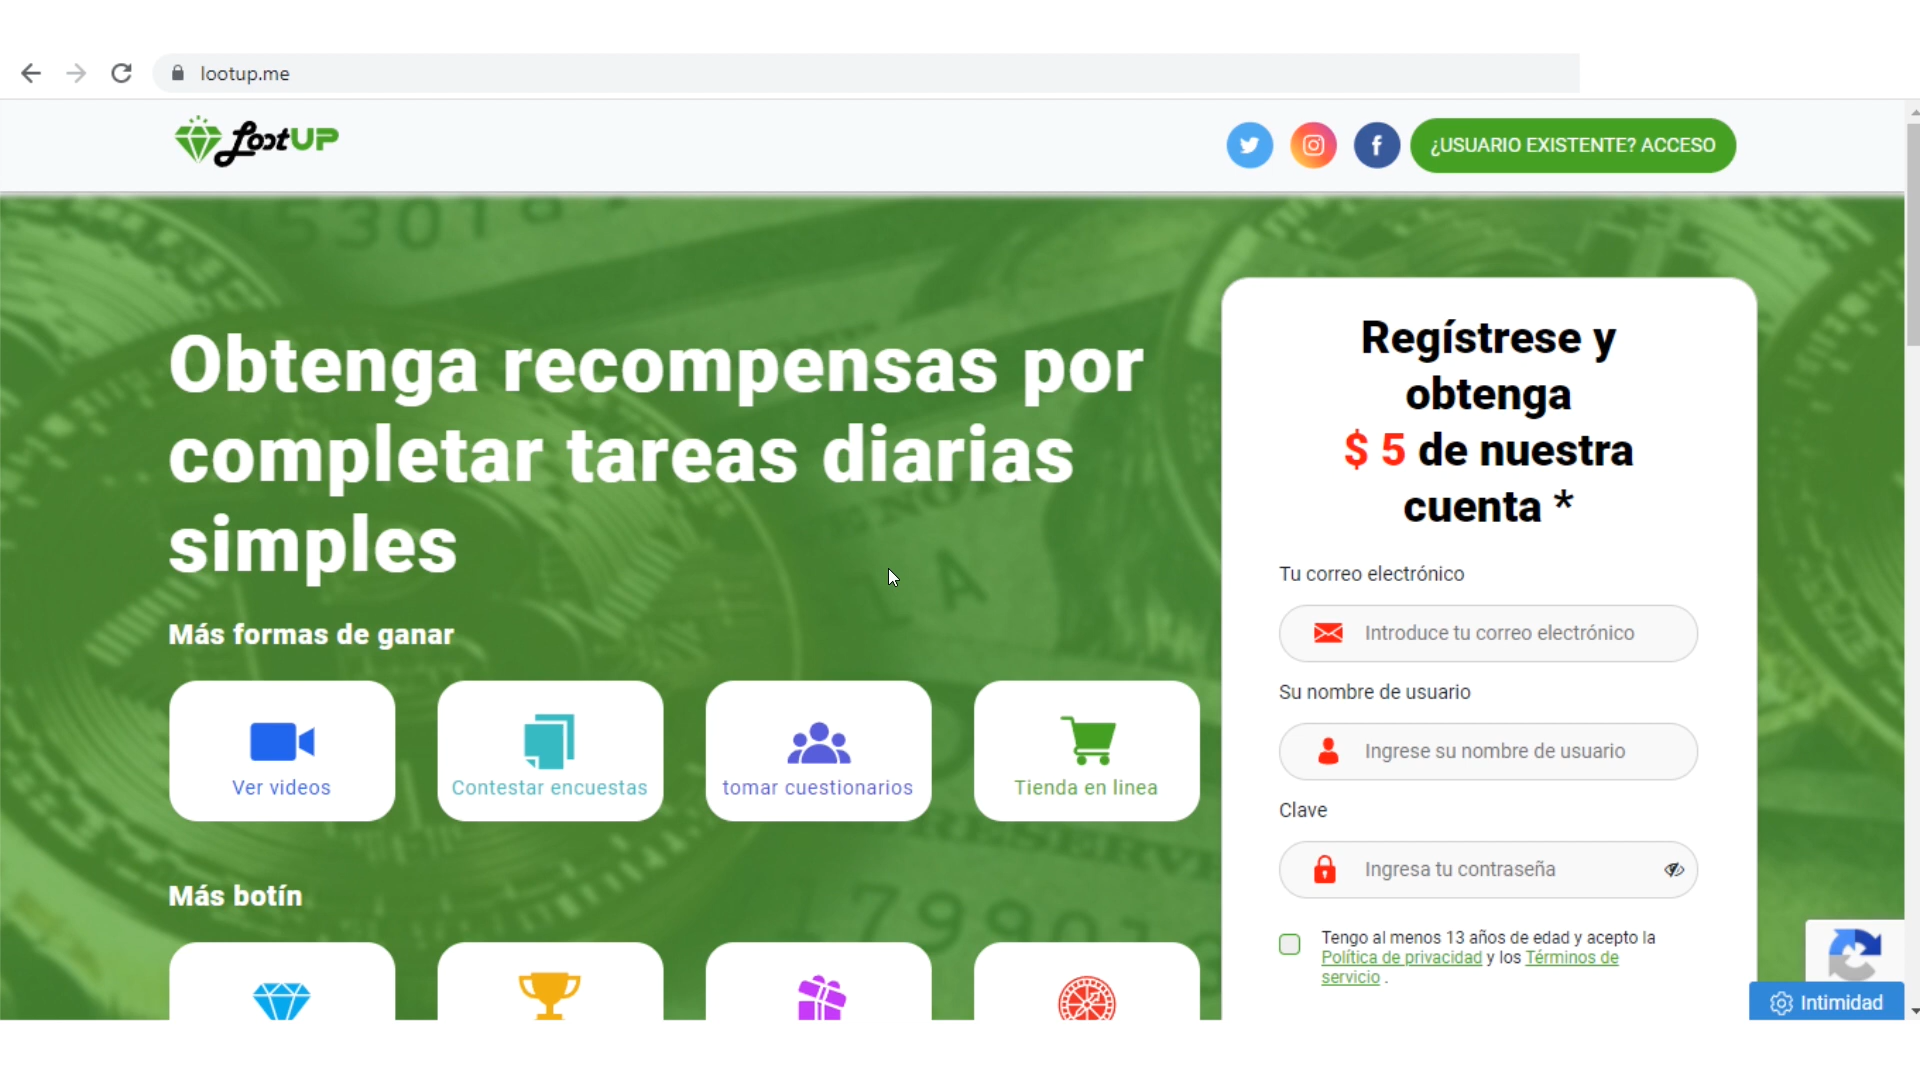 lootup.me
LootUP
¿USUARIO EXISTENTE? ACCESO
Obtenga recompensas por
completar tareas diarias
simples
Más formas de ganar
Ver videos
Contestar encuestas
tomar cuestionarios
Tienda en linea
Más botín
Regístrese y
obtenga
$ 5 de nuestra
cuenta *
Tu correo electrónico
Introduce tu correo electrónico
Su nombre de usuario
Ingrese su nombre de usuario
Clave
Ingresa tu contraseña
Tengo al menos 13 años de edad y acepto la
Política de privacidad y los Términos de
servicio .
Intimidad